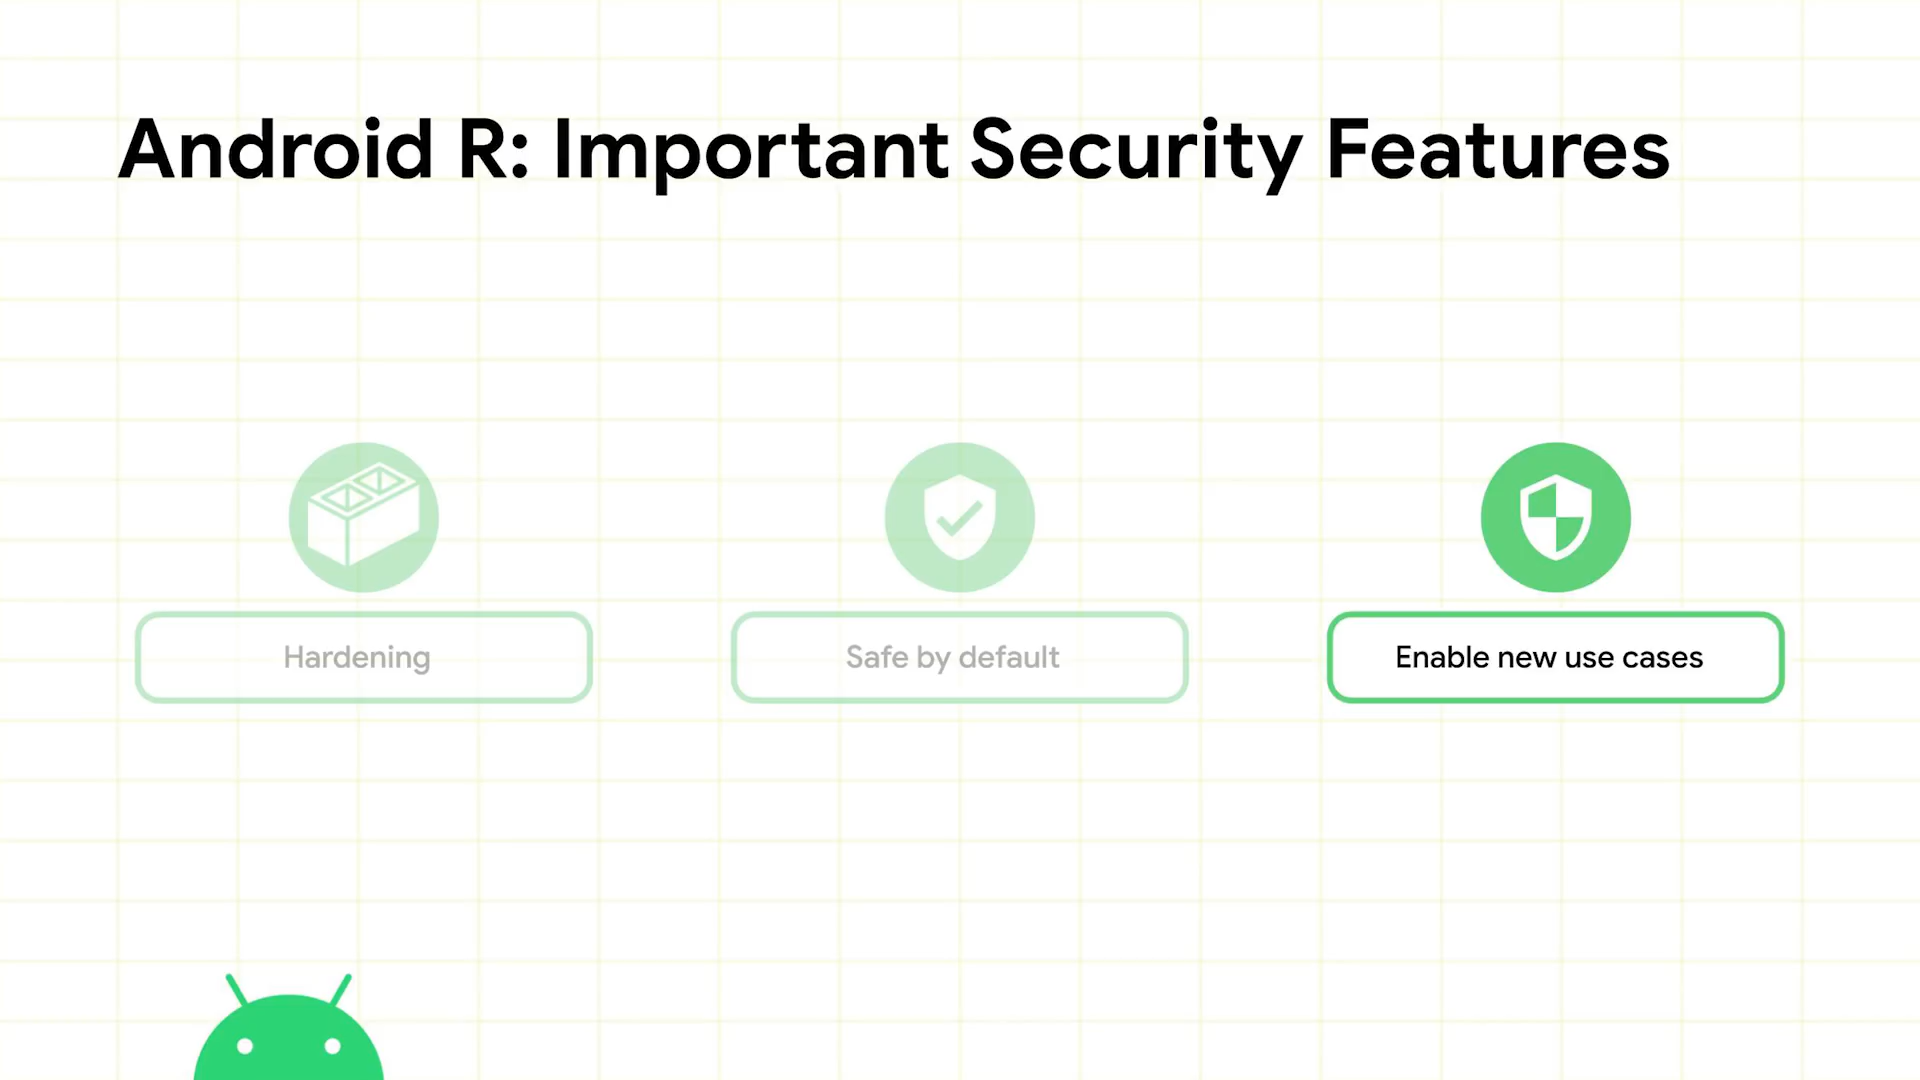 Android R: Important Security Features
Hardening
Safe by default
Enable new use cases